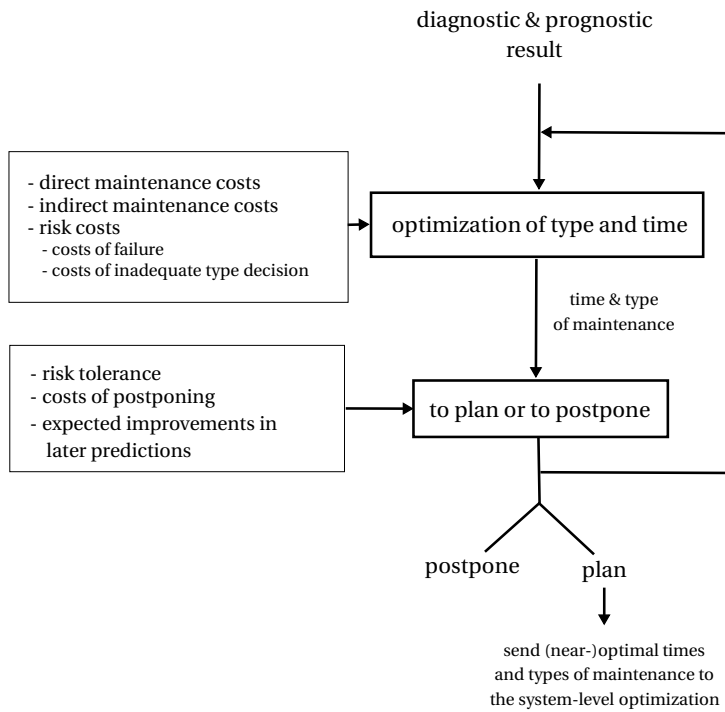 diagnostic & prognostic
result
- direct maintenance costs
- indirect maintenance costs
- risk costs
- costs of failure
- costs of inadequate type decision
optimization of type and time
time & type
of maintenance
- risk tolerance
- costs of postponing
- expected improvements in
later predictions
to plan or to postpone
postpone
plan
send (near-)optimal times
and types of maintenance to
the system-level optimization